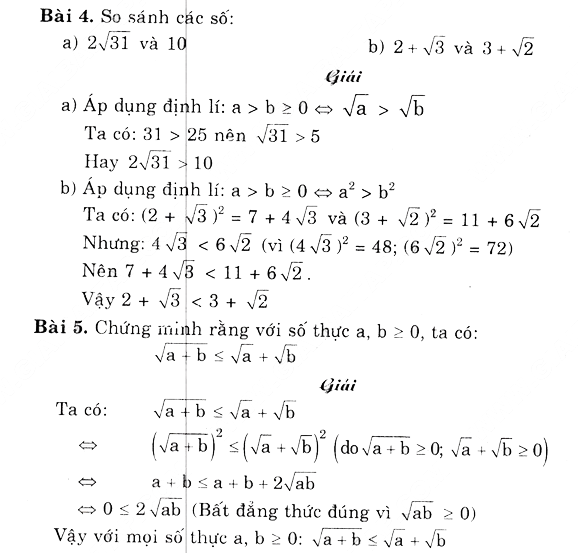 Bài 4. So sánh các số:
a) 2√31 và 10 b) 2 + √3 và 3 + √2
Giải
a) Áp dụng định lí: a > b ≥ 0 ⇔ √a > √b
Ta có: 31 > 25 nên √31 > 5
Hay 2√31 > 10
b) Áp dụng định lí: a > b ≥ 0 ⇔ a² > b²
Ta có: (2 + √3)² = 7 + 4√3 và (3 + √2)² = 11 + 6√2
Nhưng: 4√3 < 6√2 (vì (4√3)² = 48; (6√2)² = 72)
Nên 7 + 4√3 < 11 + 6√2.
Vậy 2 + √3 < 3 + √2
Bài 5. Chứng minh rằng với số thực a, b ≥ 0, ta có:
√(a + b) ≤ √a + √b
Giải
Ta có: √(a + b) ≤ √a + √b
⇔ (√(a + b))² ≤ (√a + √b)² (do √(a + b) ≥ 0; √a + √b ≥ 0)
⇔ a + b ≤ a + b + 2√(ab)
⇔ 0 ≤ 2√(ab) (Bất đẳng thức đúng vì √(ab) ≥ 0)
Vậy với mọi số thực a, b ≥ 0: √(a + b) ≤ √a + √b